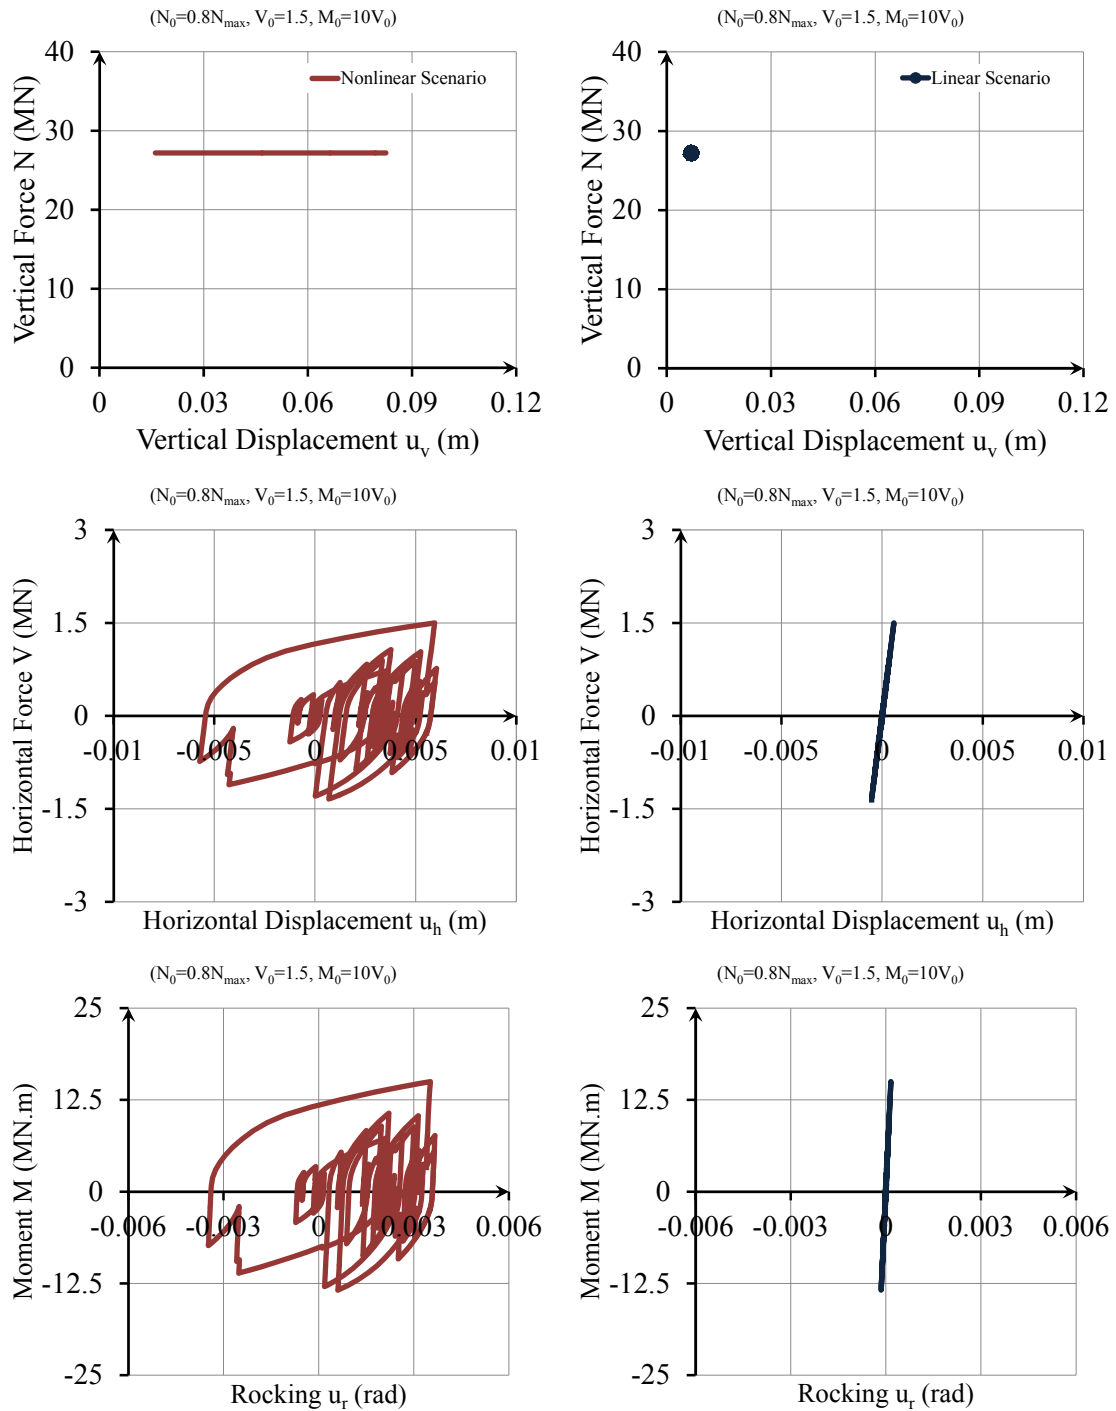 (N₀=0.8Nₘₐₓ, V₀=1.5, M₀=10V₀)
Vertical Force N (MN)
40
30
20
10
0
Nonlinear Scenario
0 0.03 0.06 0.09 0.12
Vertical Displacement uᵥ (m)
(N₀=0.8Nₘₐₓ, V₀=1.5, M₀=10V₀)
Vertical Force N (MN)
40
30
20
10
0
Linear Scenario
0 0.03 0.06 0.09 0.12
Vertical Displacement uᵥ (m)
(N₀=0.8Nₘₐₓ, V₀=1.5, M₀=10V₀)
Horizontal Force V (MN)
3
1.5
0
-1.5
-3
-0.01 -0.005 0 0.005 0.01
Horizontal Displacement uₕ (m)
(N₀=0.8Nₘₐₓ, V₀=1.5, M₀=10V₀)
Horizontal Force V (MN)
3
1.5
0
-1.5
-3
-0.01 -0.005 0 0.005 0.01
Horizontal Displacement uₕ (m)
(N₀=0.8Nₘₐₓ, V₀=1.5, M₀=10V₀)
Moment M (MN.m)
25
12.5
0
-12.5
-25
-0.006 -0.003 0 0.003 0.006
Rocking uᵣ (rad)
(N₀=0.8Nₘₐₓ, V₀=1.5, M₀=10V₀)
Moment M (MN.m)
25
12.5
0
-12.5
-25
-0.006 -0.003 0 0.003 0.006
Rocking uᵣ (rad)